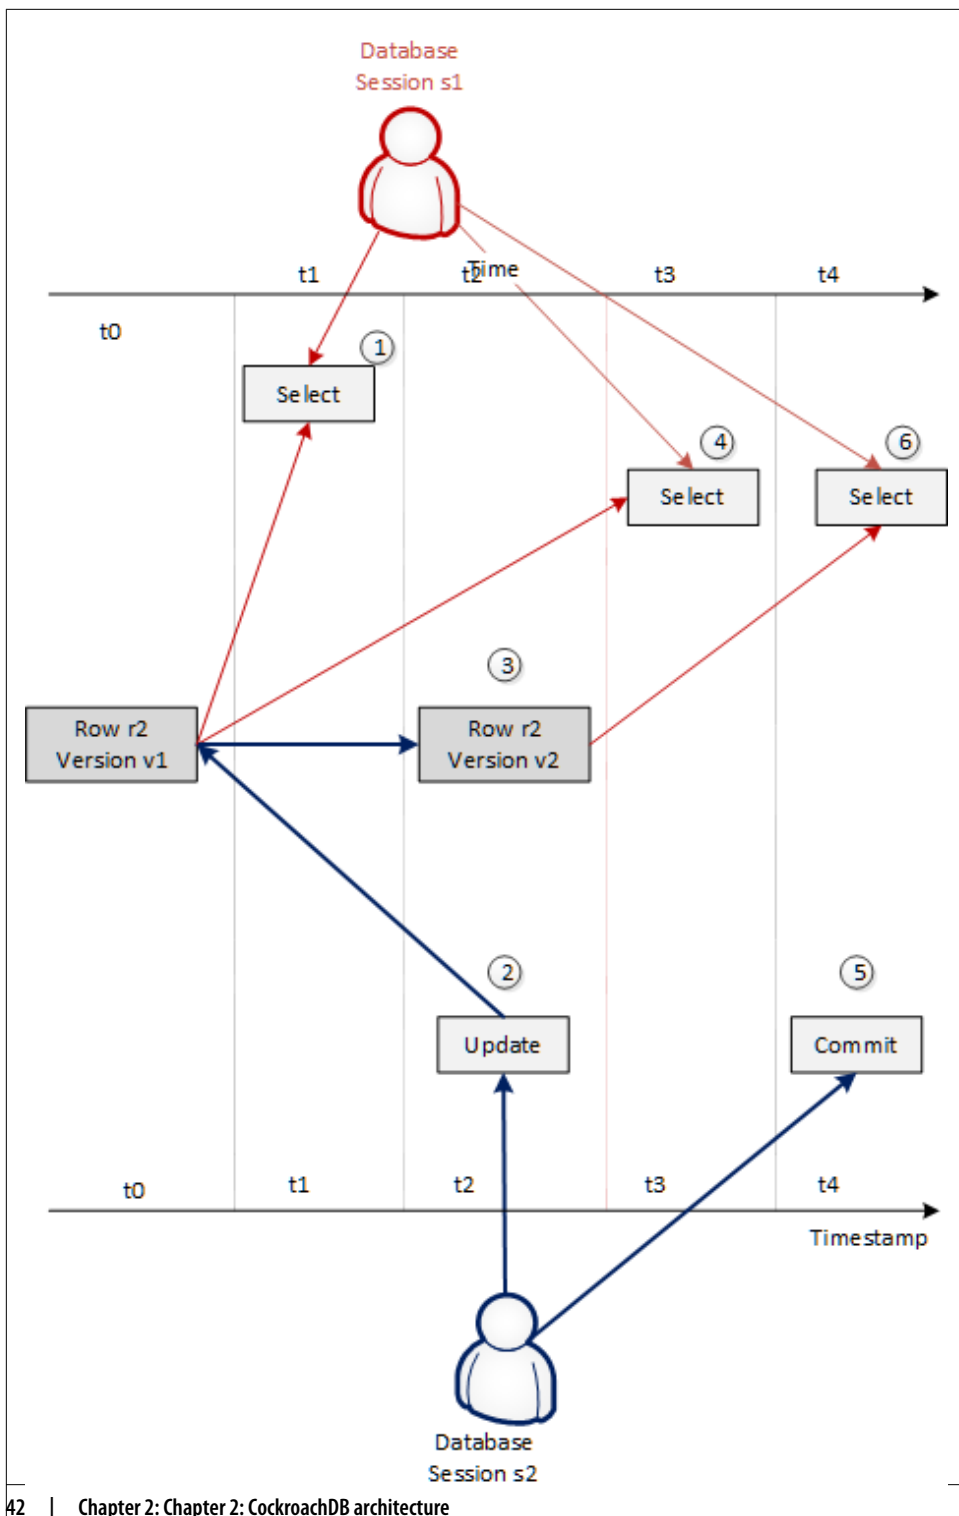 Database
Session s1
t1
t2
Time
t3
t4
t0
1
Select
4
6
Select
Select
3
Row r2
Version v1
Row r2
Version v2
2
5
Update
Commit
t0
t1
t2
t3
t4
Timestamp
Database
Session s2
42 | Chapter 2: Chapter 2: CockroachDB architecture